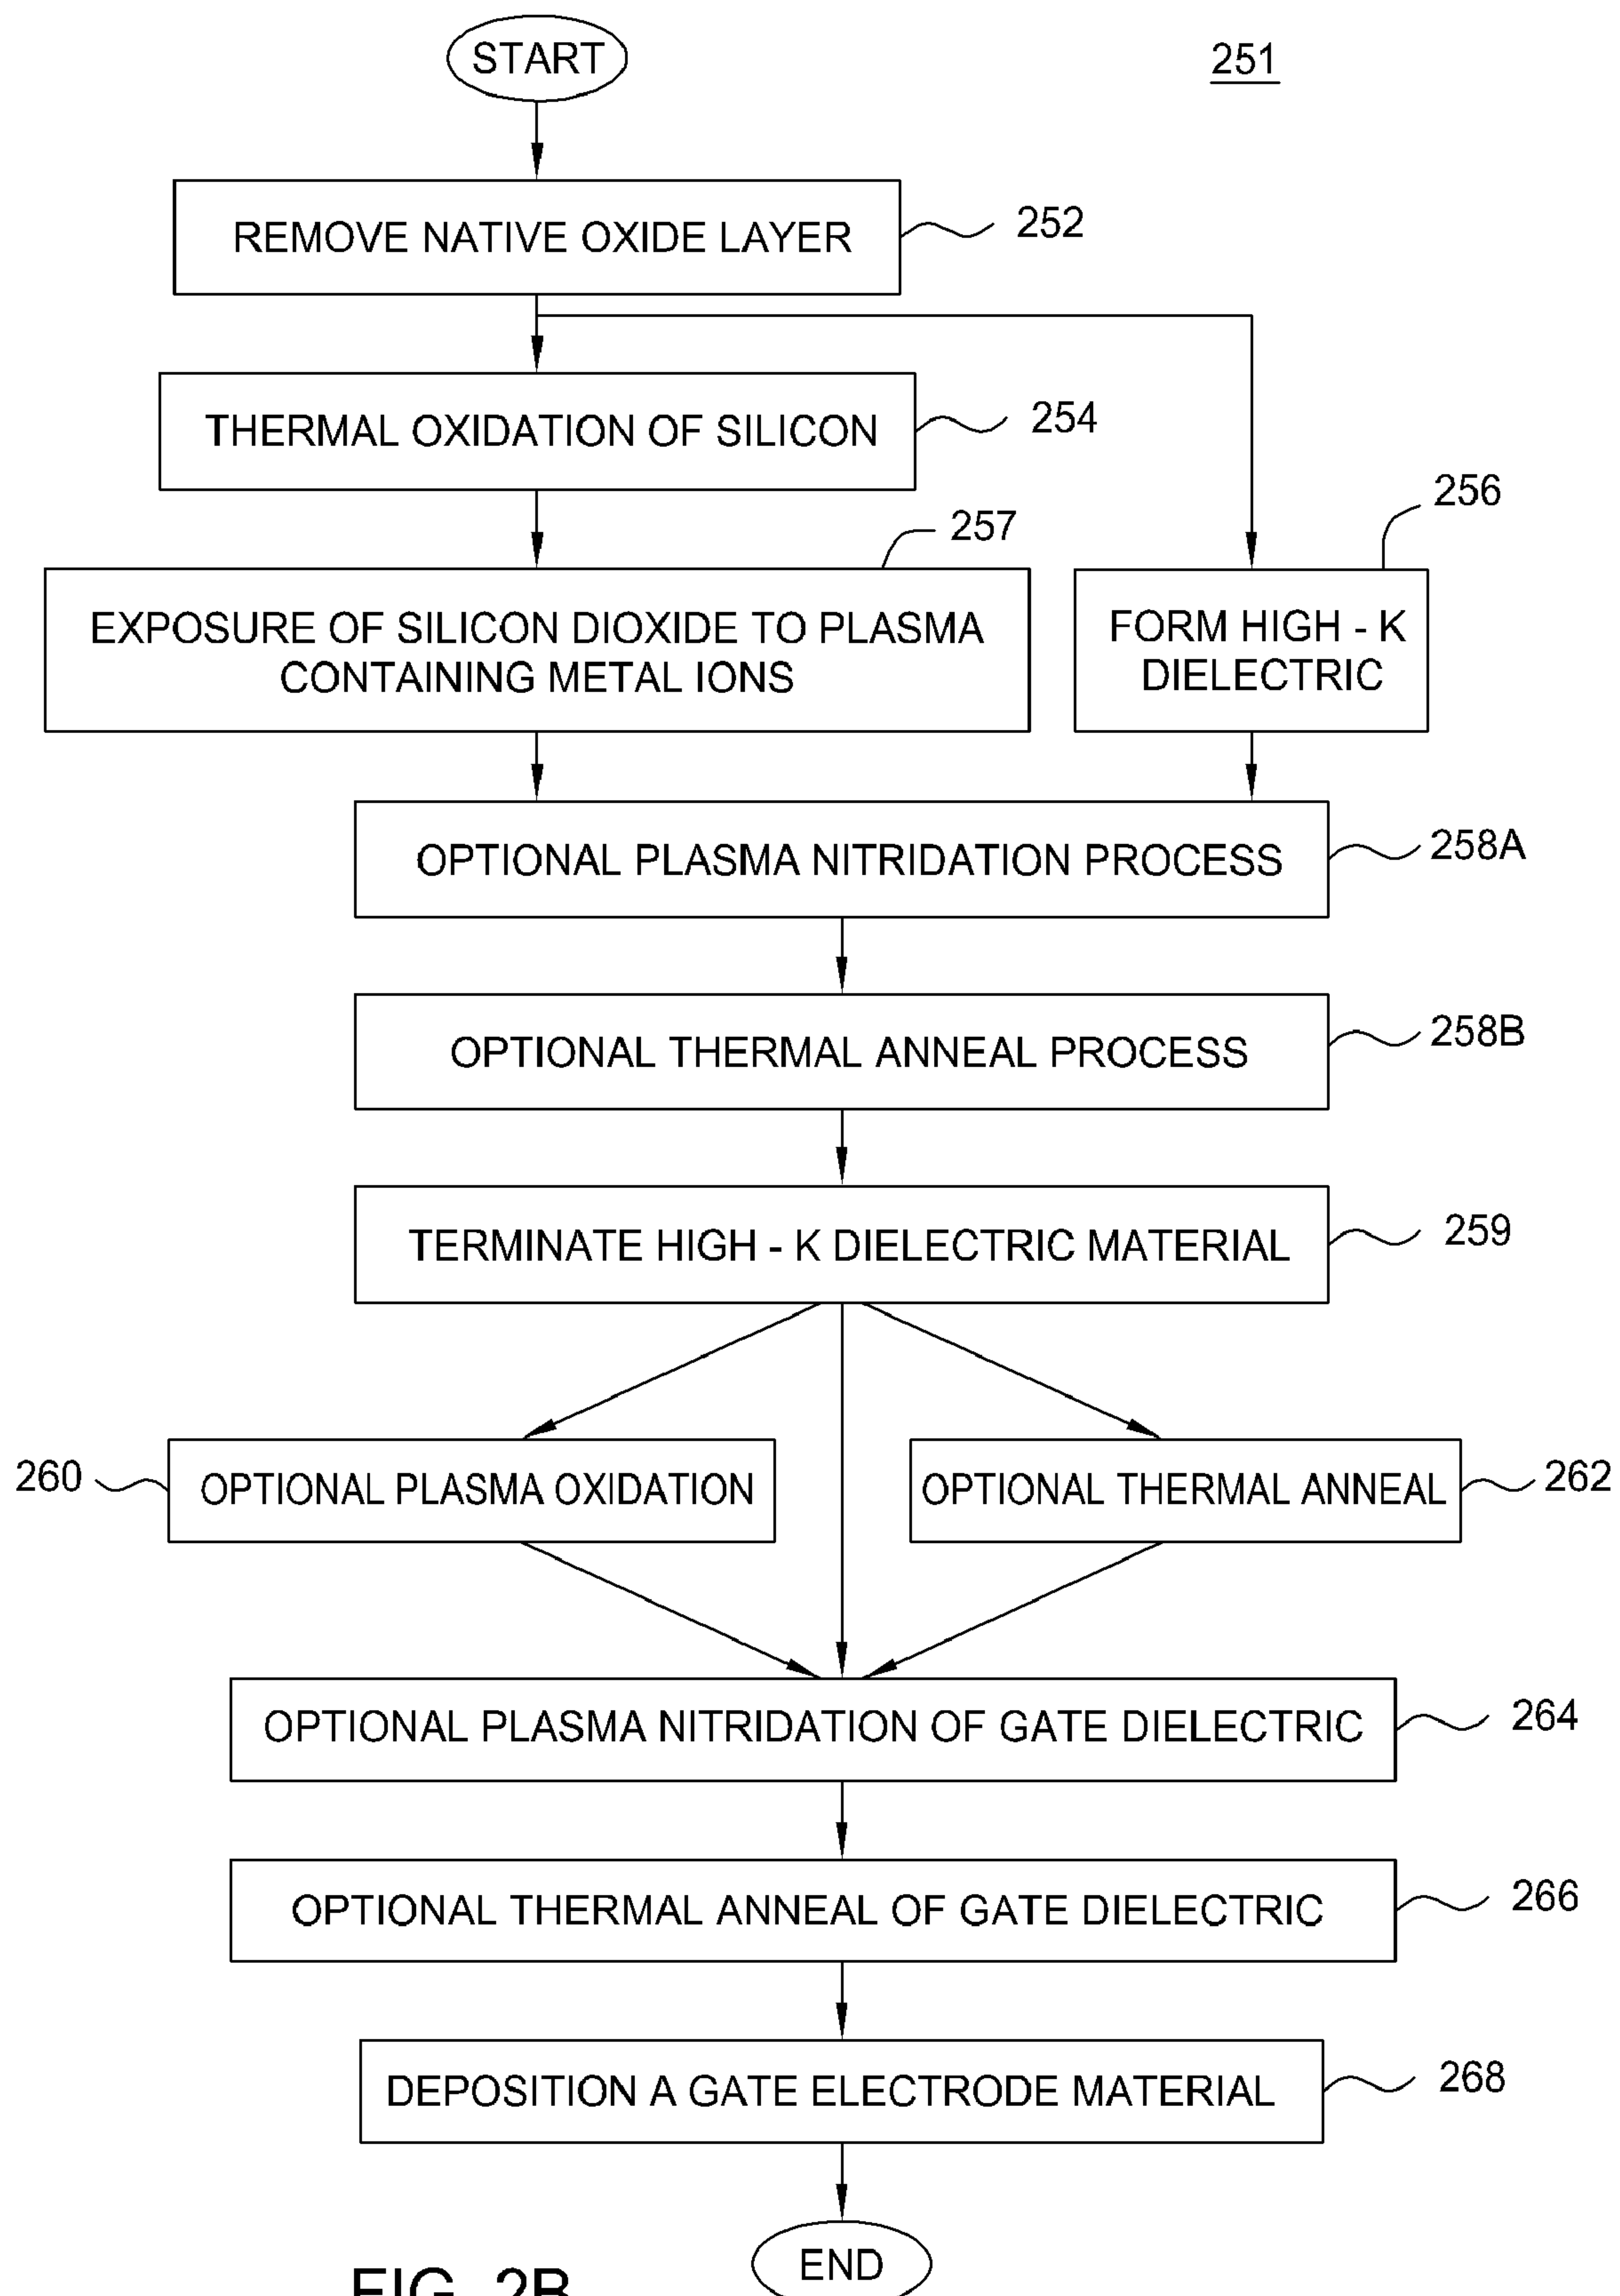 START
251
REMOVE NATIVE OXIDE LAYER
252
THERMAL OXIDATION OF SILICON
254
256
257
EXPOSURE OF SILICON DIOXIDE TO PLASMA
CONTAINING METAL IONS
FORM HIGH - K
DIELECTRIC
OPTIONAL PLASMA NITRIDATION PROCESS
258A
OPTIONAL THERMAL ANNEAL PROCESS
258B
TERMINATE HIGH - K DIELECTRIC MATERIAL
259
260
OPTIONAL PLASMA OXIDATION
OPTIONAL THERMAL ANNEAL
262
OPTIONAL PLASMA NITRIDATION OF GATE DIELECTRIC
264
OPTIONAL THERMAL ANNEAL OF GATE DIELECTRIC
266
DEPOSITION A GATE ELECTRODE MATERIAL
268
END
FIG. 2B